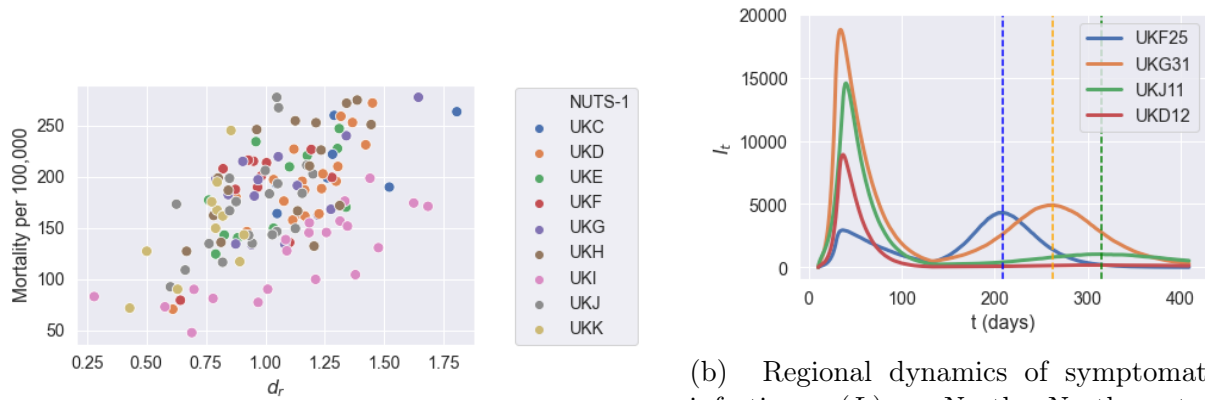 Mortality per 100,000
250
200
150
100
50
0.25 0.50 0.75 1.00 1.25 1.50 1.75
d_r
NUTS-1
UKC
UKD
UKE
UKF
UKG
UKH
UKI
UKJ
UKK
I_t
20000
15000
10000
5000
0
0 100 200 300 400
t (days)
UKF25
UKG31
UKJ11
UKD12
(b) Regional dynamics of symptomat